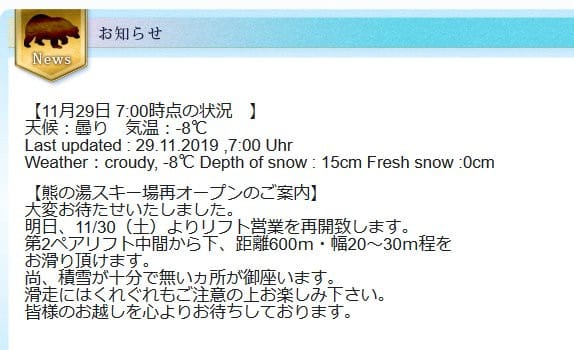 News
お知らせ
【11月29日 7:00時点の状況　】
天候：曇り　気温：-8℃
Last updated : 29.11.2019 ,7:00 Uhr
Weather：croudy, -8℃ Depth of snow : 15cm Fresh snow :0cm
【熊の湯スキー場再オープンのご案内】
大変お待たせいたしました。
明日、11/30（土）よりリフト営業を再開致します。
第2ペアリフト中間から下、距離600m・幅20～30m程を
お滑り頂けます。
尚、積雪が十分で無いヵ所が御座います。
滑走にはくれぐれもご注意の上お楽しみ下さい。
皆様のお越しを心よりお待ちしております。